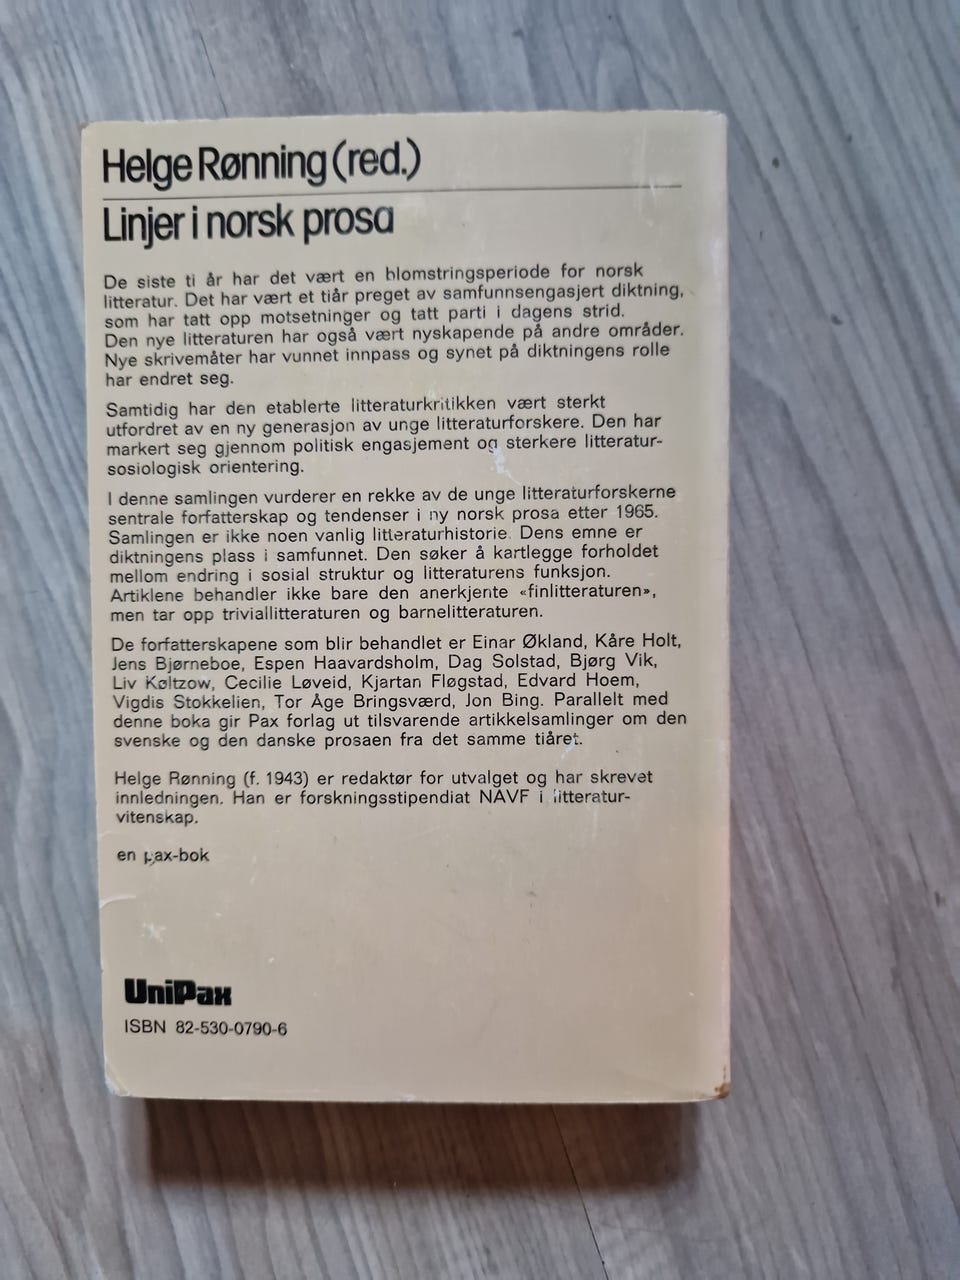 Helge Rønning (red.)
Linjer i norsk prosa
De siste ti år har det vært en blomstringsperiode for norsk
litteratur. Det har vært et tiår preget av samfunnsengasjert diktning,
som har tatt opp motsetninger og tatt parti i dagens strid.
Den nye litteraturen har også vært nyskapende på andre områder.
Nye skrivemåter har vunnet innpass og synet på diktningens rolle
har endret seg.
Samtidig har den etablerte litteraturkritikken vært sterkt
utfordret av en ny generasjon av unge litteraturforskere. Den har
markert seg gjennom politisk engasjement og sterkere litteratur-
sosiologisk orientering.
I denne samlingen vurderer en rekke av de unge litteraturforskerne
sentrale forfatterskap og tendenser i ny norsk prosa etter 1965.
Samlingen er ikke noen vanlig litteraturhistorie. Dens emne er
diktningens plass i samfunnet. Den søker å kartlegge forholdet
mellom endring i sosial struktur og litteraturens funksjon.
Artiklene behandler ikke bare den anerkjente «finlitteraturen»,
men tar opp triviallitteraturen og barnelitteraturen.
De forfatterskapene som blir behandlet er Einar Økland, Kåre Holt,
Jens Bjørneboe, Espen Haavardsholm, Dag Solstad, Bjørg Vik,
Liv Køltzow, Cecilie Løveid, Kjartan Fløgstad, Edvard Hoem,
Vigdis Stokkelien, Tor Åge Bringsværd, Jon Bing. Parallelt med
denne boka gir Pax forlag ut tilsvarende artikkelsamlinger om den
svenske og den danske prosaen fra det samme tiåret.
Helge Rønning (f. 1943) er redaktør for utvalget og har skrevet
innledningen. Han er forskningsstipendiat NAVF i litteratur-
vitenskap.
en pax-bok
UniPax
ISBN 82-530-0790-6